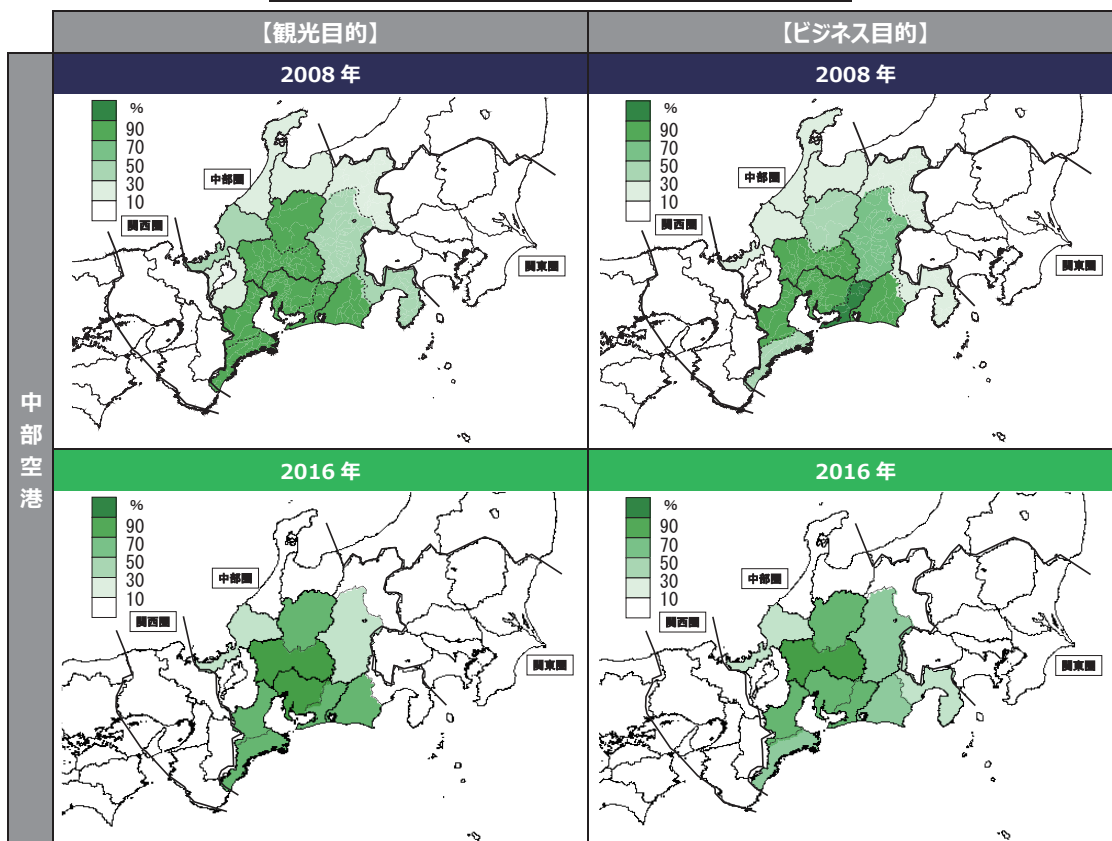 【観光目的】
【ビジネス目的】
中部空港
2008 年
2008 年
%
90
70
50
30
10
中部圏
関西圏
関東圏
%
90
70
50
30
10
中部圏
関西圏
関東圏
2016 年
2016 年
%
90
70
50
30
10
中部圏
関西圏
関東圏
%
90
70
50
30
10
中部圏
関西圏
関東圏